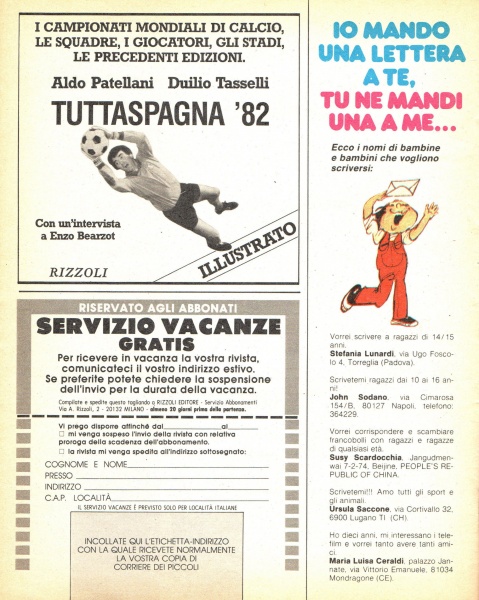 I CAMPIONATI MONDIALI DI CALCIO,
LE SQUADRE, I GIOCATORI, GLI STADI,
LE PRECEDENTI EDIZIONI.
Aldo Patellani Duilio Tasselli
TUTTASPAGNA '82
Con un'intervista
a Enzo Bearzot
RIZZOLI
ILLUSTRATO
RISERVATO AGLI ABBONATI
SERVIZIO VACANZE
GRATIS
Per ricevere in vacanza la vostra rivista,
comunicateci il vostro indirizzo estivo.
Se preferite potete chiedere la sospensione
dell'invio per la durata della vacanza.
Compilate e spedite questo tagliando a RIZZOLI EDITORE - Servizio Abbonamenti
Via A. Rizzoli, 2 - 20132 MILANO - almeno 20 giorni prima della partenza.
Vi prego disporre affinché dal al
mi venga sospeso l'invio della rivista con relativa
proroga della scadenza dell'abbonamento.
la rivista mi venga spedita all'indirizzo sottosegnato:
COGNOME E NOME
PRESSO
INDIRIZZO
C.A.P. LOCALITÀ
IL SERVIZIO VACANZE È PREVISTO SOLO PER LOCALITÀ ITALIANE
INCOLLATE QUI L'ETICHETTA-INDIRIZZO
CON LA QUALE RICEVETE NORMALMENTE
LA VOSTRA COPIA DI
CORRIERE DEI PICCOLI
IO MANDO
UNA LETTERA
A TE,
TU NE MANDI
UNA A ME...
Ecco i nomi di bambine
e bambini che vogliono
scriversi:
Vorrei scrivere a ragazzi di 14/15
anni.
Stefania Lunardi, via Ugo Fosco-
lo 4, Torreglia (Padova).
Scrivetemi ragazzi dai 10 ai 16 an-
ni!
John Sodano, via Cimarosa
154/B, 80127 Napoli, telefono:
364229.
Vorrei corrispondere e scambiare
francobolli con ragazzi e ragazze
di qualsiasi età.
Susy Scardocchia, Jangudmen-
wai 7-2-74, Beijine, PEOPLE'S RE-
PUBLIC OF CHINA.
Scrivetemi!!! Amo tutti gli sport e
gli animali.
Ursula Saccone, via Cortivallo 32,
6900 Lugano TI (CH).
Ho dieci anni, mi interessano i tele-
film e vorrei tanto avere tanti ami-
ci.
Maria Luisa Ceraldi, palazzo Jan-
nate, via Vittorio Emanuele, 81034
Mondragone (CE).